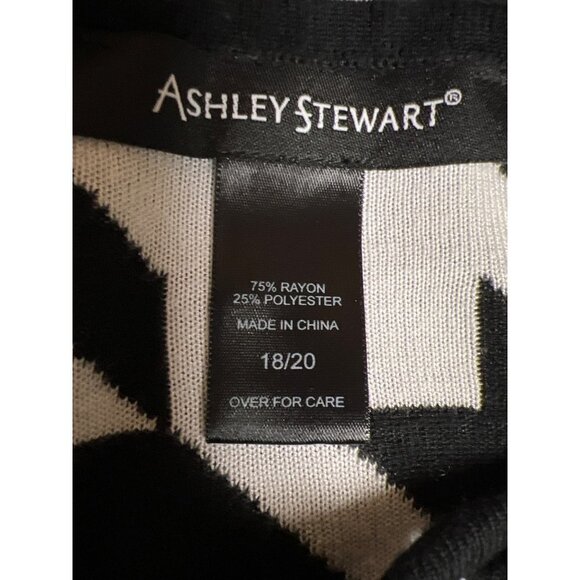 ASHLEY STEWART®
75% RAYON
25% POLYESTER
MADE IN CHINA
18/20
OVER FOR CARE